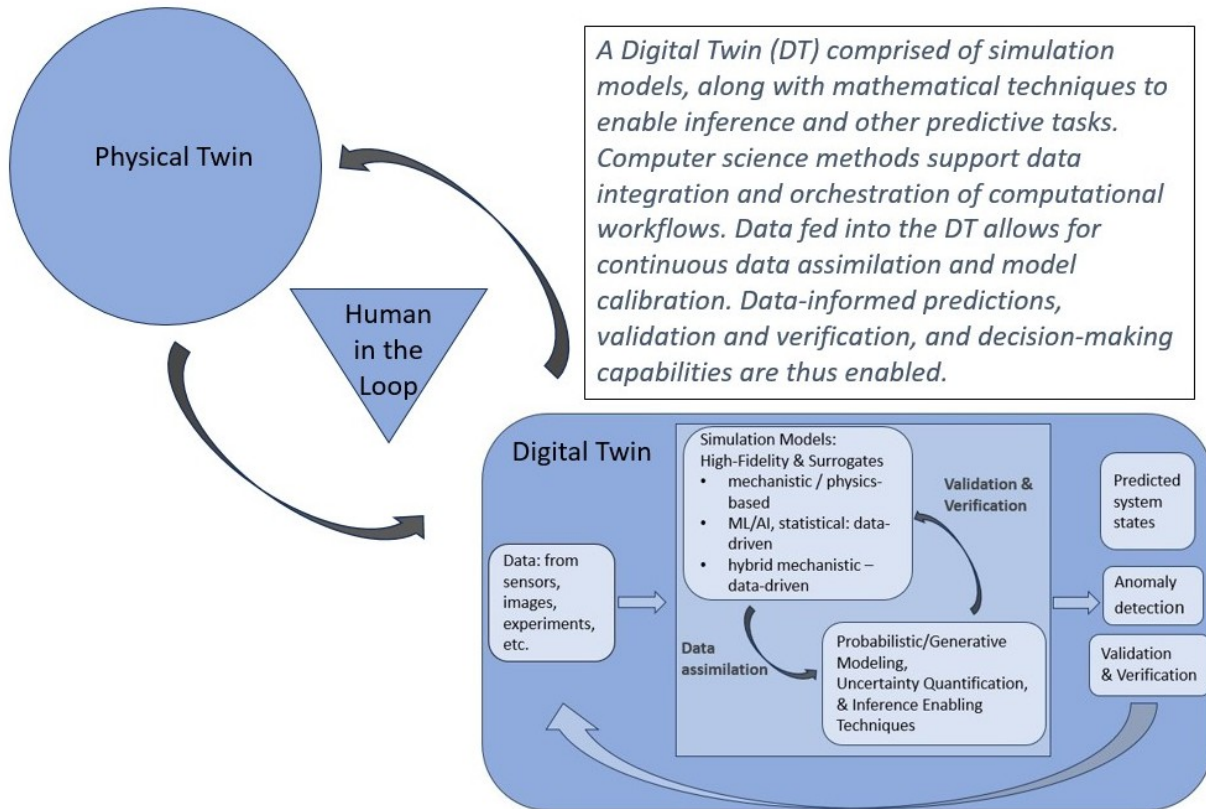 Physical Twin
A Digital Twin (DT) comprised of simulation
models, along with mathematical techniques to
enable inference and other predictive tasks.
Computer science methods support data
integration and orchestration of computational
workflows. Data fed into the DT allows for
continuous data assimilation and model
calibration. Data-informed predictions,
validation and verification, and decision-making
capabilities are thus enabled.
Human
in the
Loop
Digital Twin
Data: from
sensors,
images,
experiments,
etc.
Simulation Models:
High-Fidelity & Surrogates
• mechanistic / physics-
based
• ML/AI, statistical: data-
driven
• hybrid mechanistic –
data-driven
Validation &
Verification
Data
assimilation
Probabilistic/Generative
Modeling,
Uncertainty Quantification,
& Inference Enabling
Techniques
Predicted
system
states
Anomaly
detection
Validation
& Verification